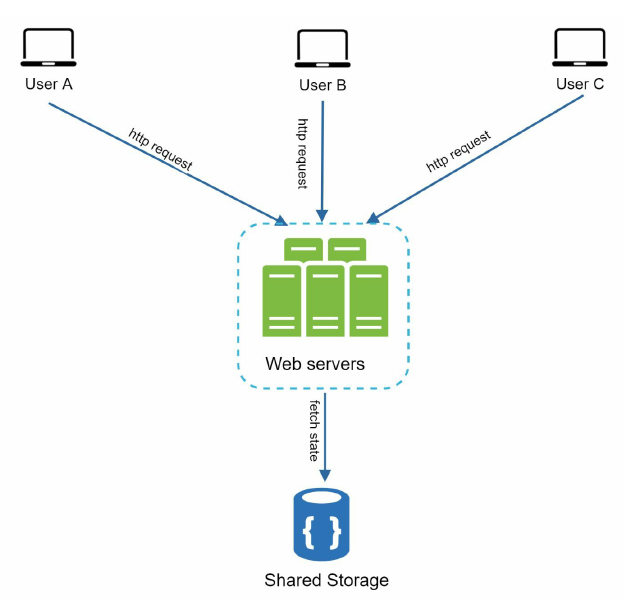 User A
User B
User C
http request
http request
http request
Web servers
fetch state
{ }
Shared Storage